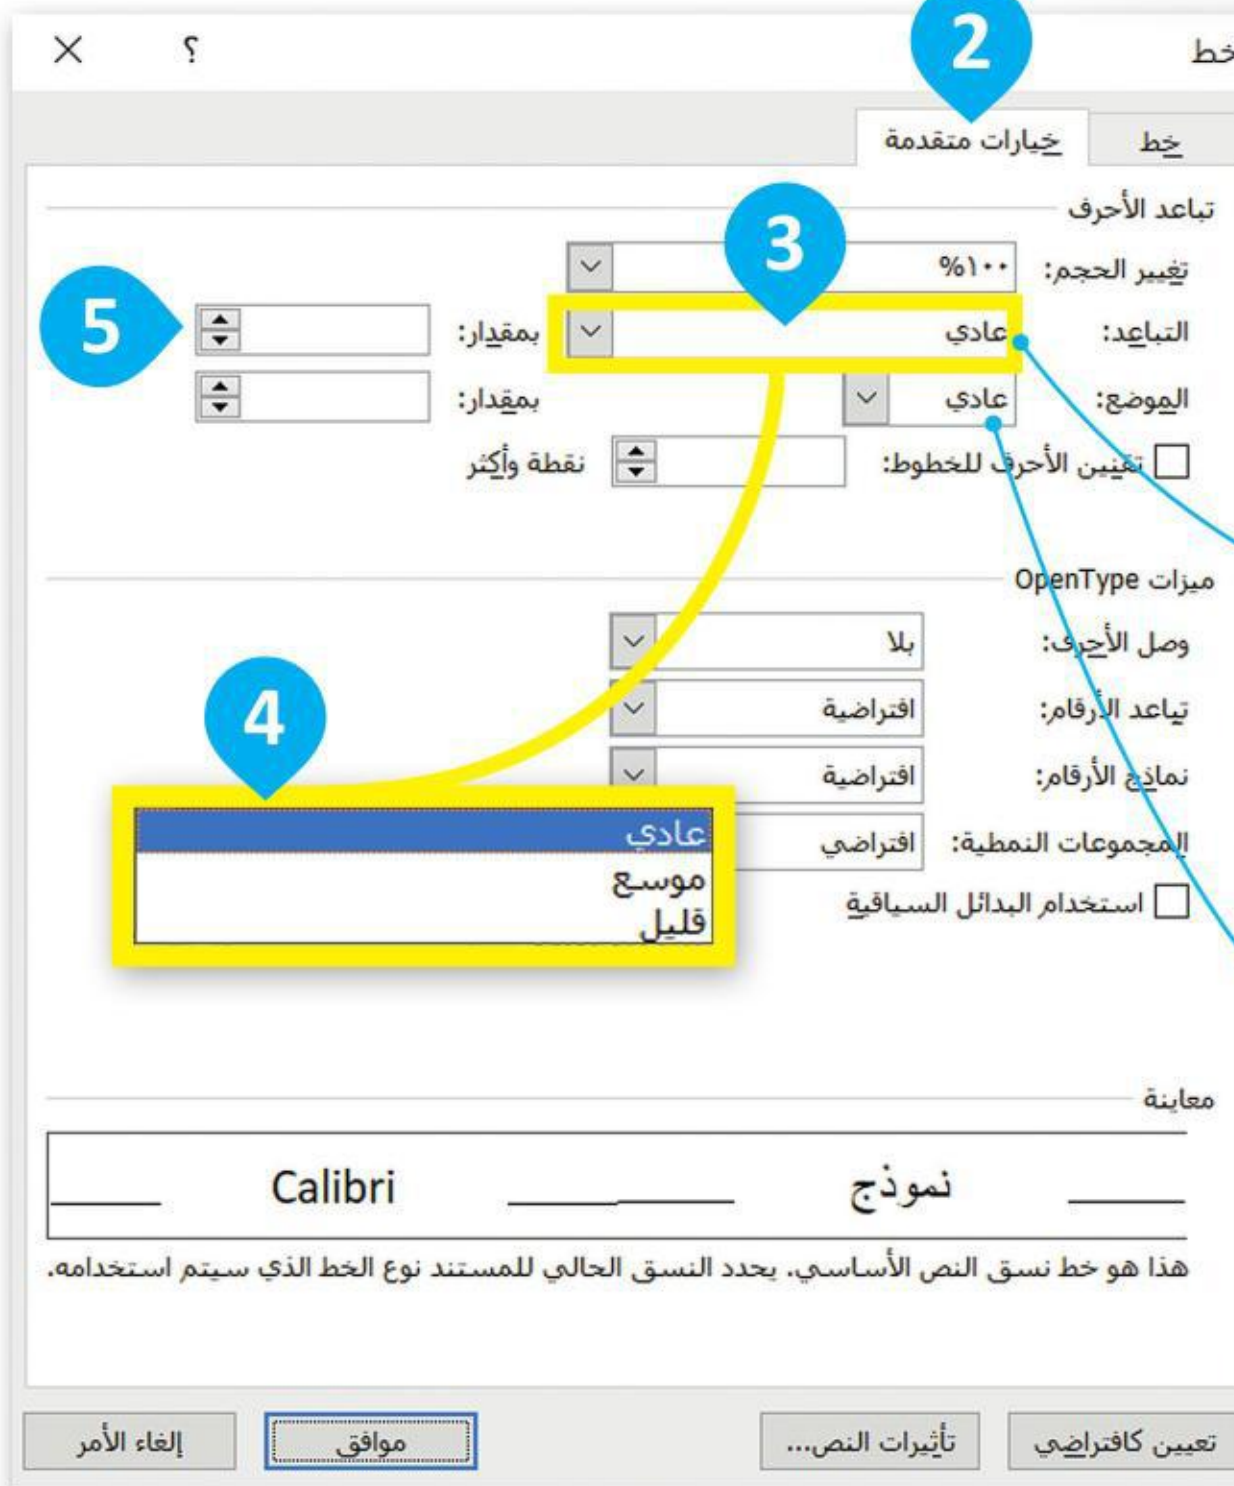 خط ؟ ×
2
خط خيارات متقدمة
تباعد الأحرف
3
تغيير الحجم: ١٠٠%
التباعد: عادي بمقدار: 5
الموضع: عادي بمقدار:
تقنين الأحرف للخطوط: نقطة وأكثر
ميزات OpenType
وصل الأحرف: بلا
تباعد الأرقام: افتراضية
4
نماذج الأرقام: افتراضية
المجموعات النمطية: افتراضي
استخدام البدائل السياقية
عادي
موسع
قليل
معاينة
نموذج Calibri
هذا هو خط نسق النص الأساسي. يحدد النسق الحالي للمستند نوع الخط الذي سيتم استخدامه.
تعيين كافتراضي تأثيرات النص... موافق إلغاء الأمر